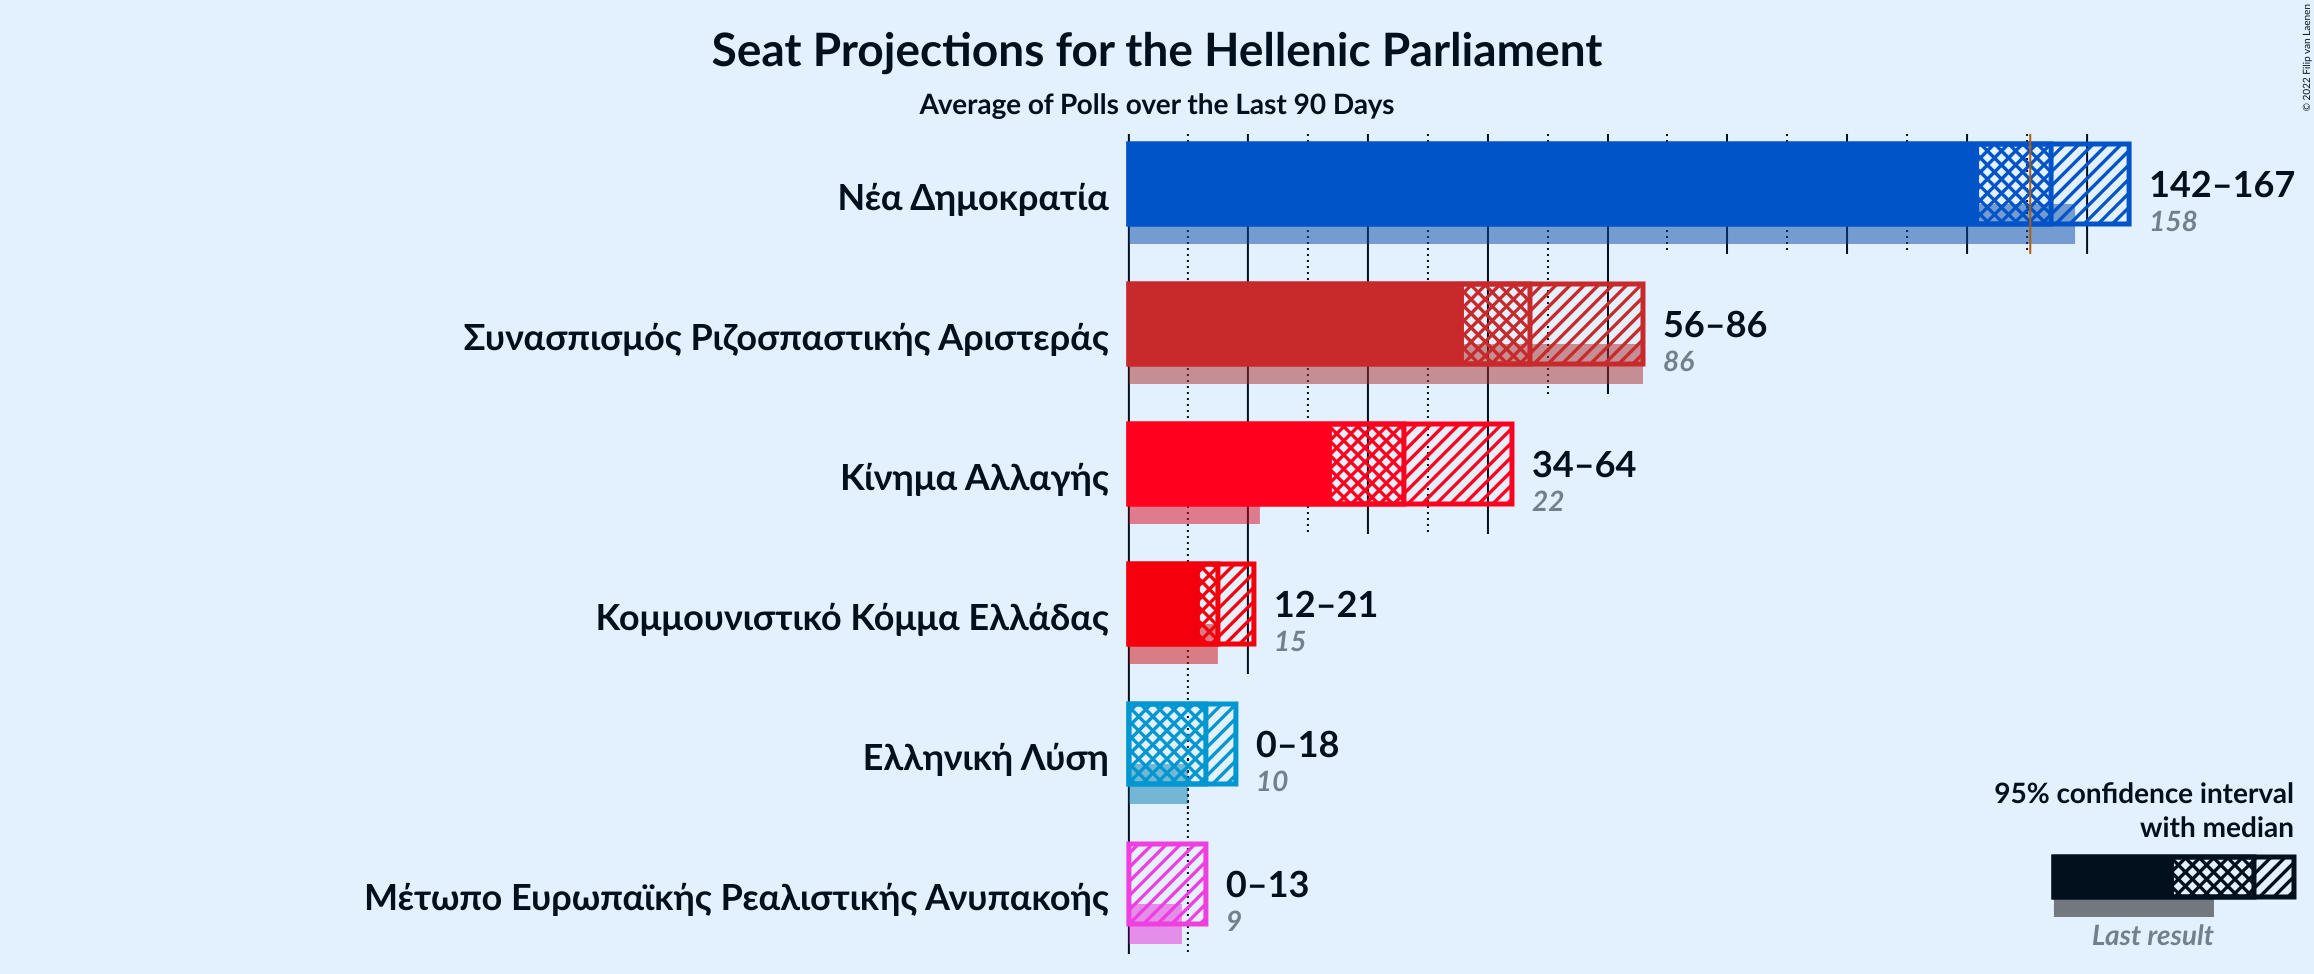 Seat Projections for the Hellenic Parliament
Average of Polls over the Last 90 Days
© 2022 Filip van Laenen
Νέα Δημοκρατία
142–167
158
Συνασπισμός Ριζοσπαστικής Αριστεράς
56–86
86
Κίνημα Αλλαγής
34–64
22
Κομμουνιστικό Κόμμα Ελλάδας
12–21
15
Ελληνική Λύση
0–18
10
Μέτωπο Ευρωπαϊκής Ρεαλιστικής Ανυπακοής
0–13
9
95% confidence interval
with median
Last result